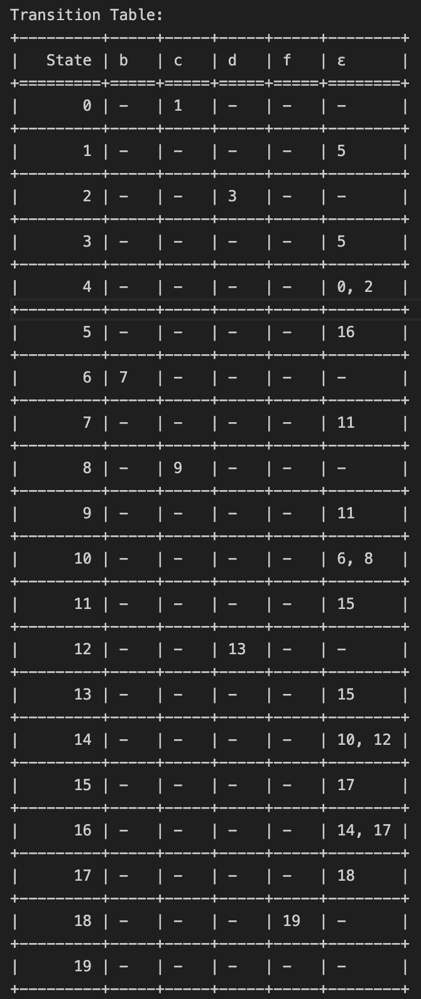 Transition Table:
+---------+-----+-----+-----+-----+--------+
|   State | b   | c   | d   | f   | ε      |
+=========+=====+=====+=====+=====+========+
|       0 | -   | 1   | -   | -   | -      |
+---------+-----+-----+-----+-----+--------+
|       1 | -   | -   | -   | -   | 5      |
+---------+-----+-----+-----+-----+--------+
|       2 | -   | -   | 3   | -   | -      |
+---------+-----+-----+-----+-----+--------+
|       3 | -   | -   | -   | -   | 5      |
+---------+-----+-----+-----+-----+--------+
|       4 | -   | -   | -   | -   | 0, 2   |
+---------+-----+-----+-----+-----+--------+
|       5 | -   | -   | -   | -   | 16     |
+---------+-----+-----+-----+-----+--------+
|       6 | 7   | -   | -   | -   | -      |
+---------+-----+-----+-----+-----+--------+
|       7 | -   | -   | -   | -   | 11     |
+---------+-----+-----+-----+-----+--------+
|       8 | -   | 9   | -   | -   | -      |
+---------+-----+-----+-----+-----+--------+
|       9 | -   | -   | -   | -   | 11     |
+---------+-----+-----+-----+-----+--------+
|      10 | -   | -   | -   | -   | 6, 8   |
+---------+-----+-----+-----+-----+--------+
|      11 | -   | -   | -   | -   | 15     |
+---------+-----+-----+-----+-----+--------+
|      12 | -   | -   | 13  | -   | -      |
+---------+-----+-----+-----+-----+--------+
|      13 | -   | -   | -   | -   | 15     |
+---------+-----+-----+-----+-----+--------+
|      14 | -   | -   | -   | -   | 10, 12 |
+---------+-----+-----+-----+-----+--------+
|      15 | -   | -   | -   | -   | 17     |
+---------+-----+-----+-----+-----+--------+
|      16 | -   | -   | -   | -   | 14, 17 |
+---------+-----+-----+-----+-----+--------+
|      17 | -   | -   | -   | -   | 18     |
+---------+-----+-----+-----+-----+--------+
|      18 | -   | -   | -   | 19  | -      |
+---------+-----+-----+-----+-----+--------+
|      19 | -   | -   | -   | -   | -      |
+---------+-----+-----+-----+-----+--------+